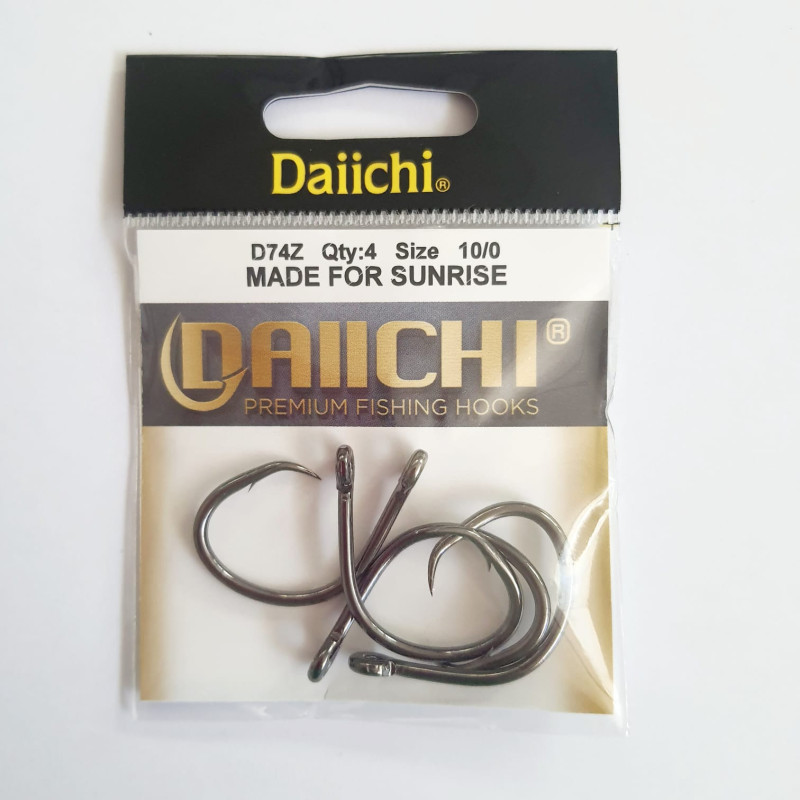 Daiichi®
D74Z Qty:4 Size 10/0
MADE FOR SUNRISE
DAIICHI®
PREMIUM FISHING HOOKS